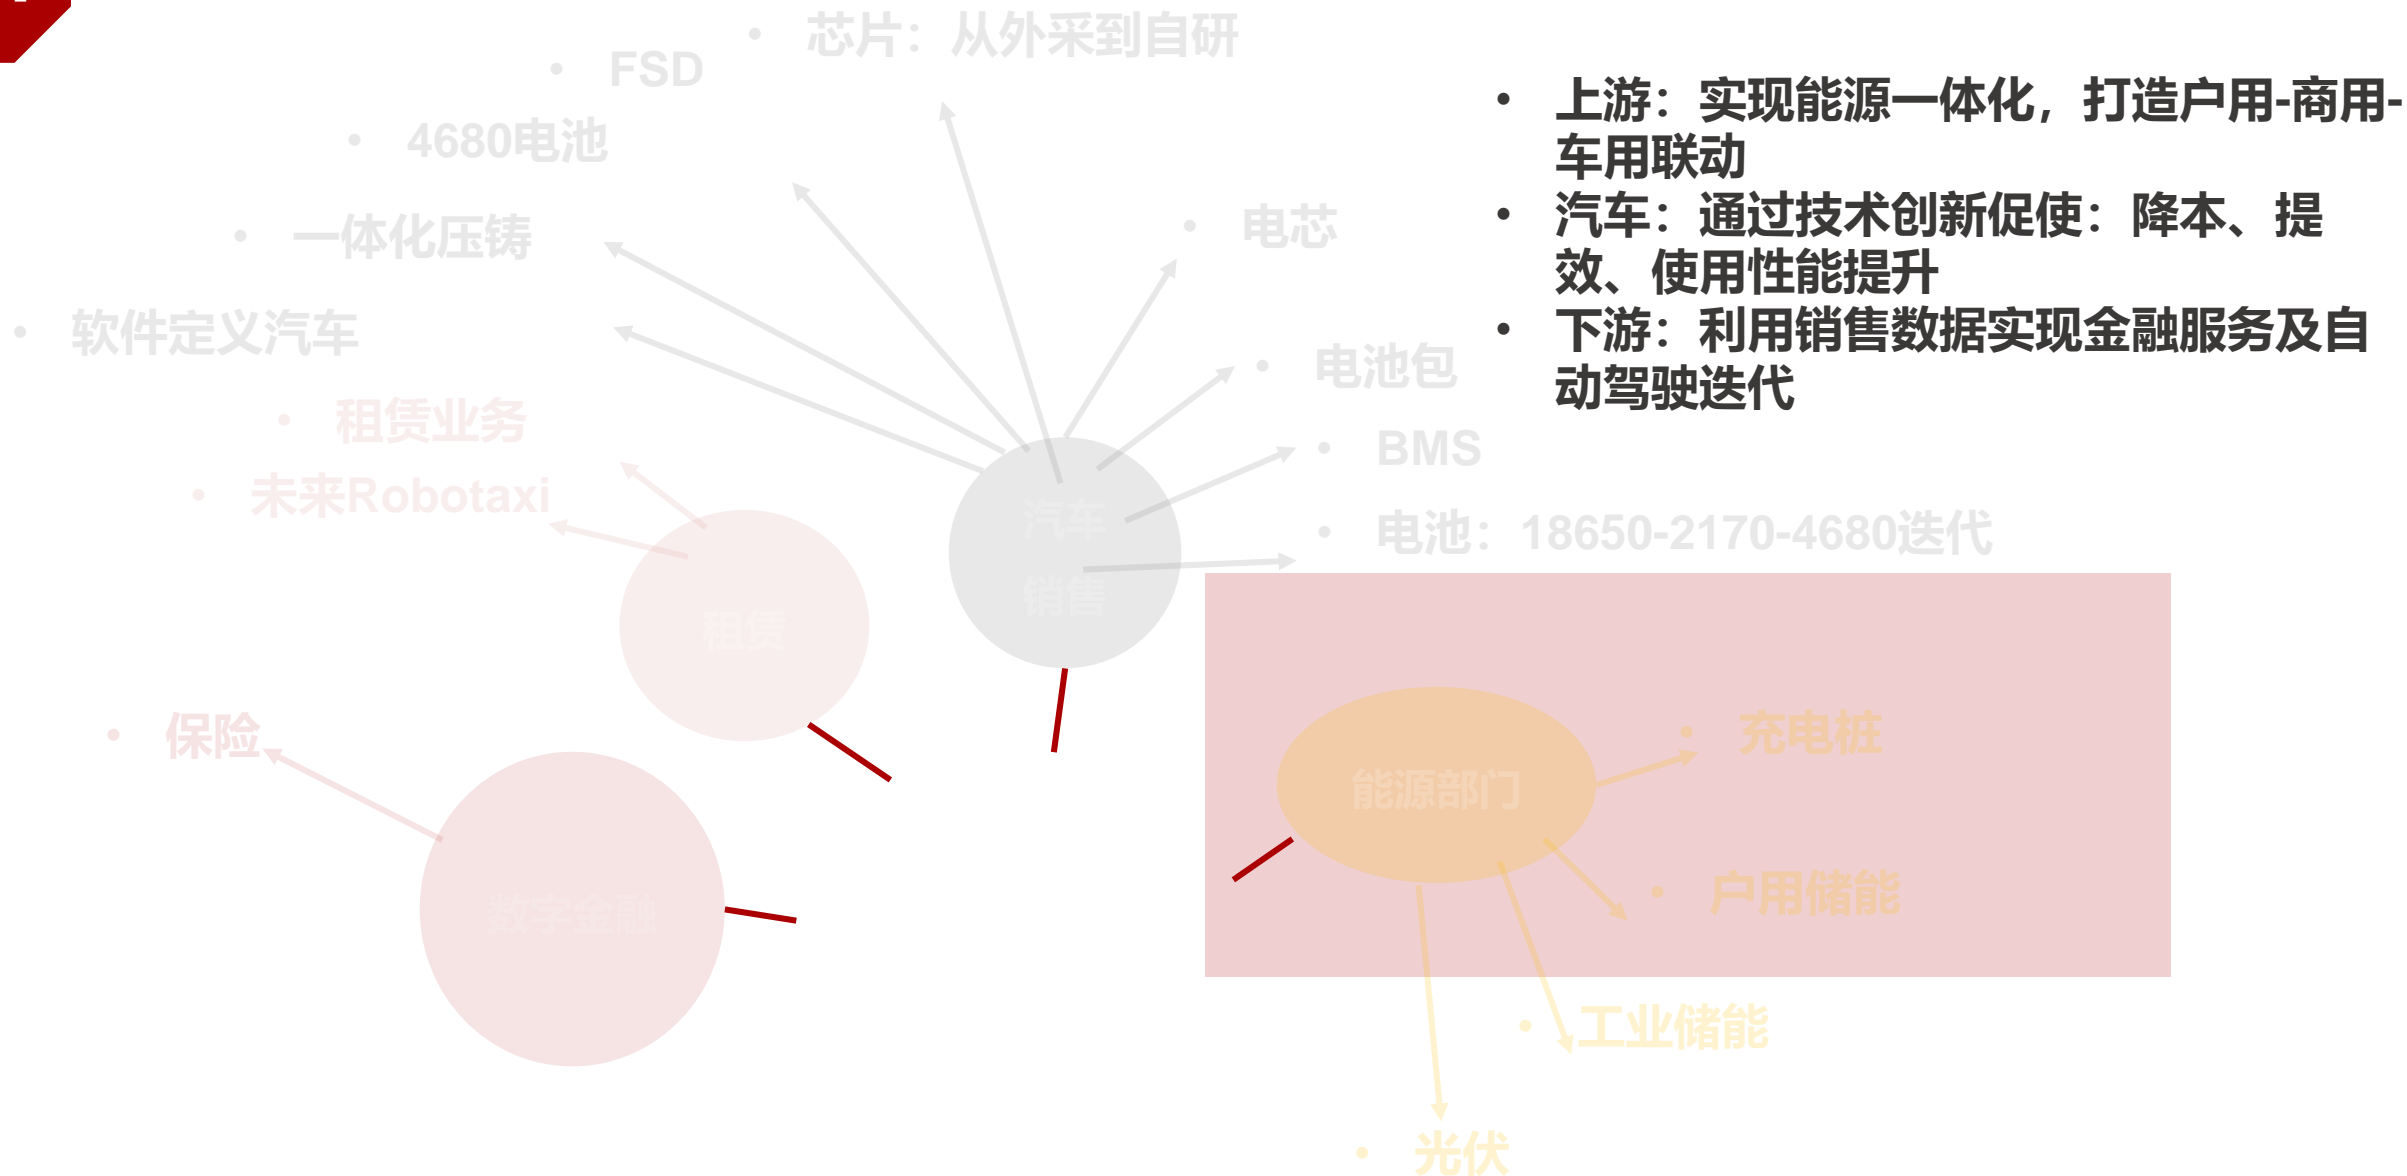 • 芯片：从外采到自研
• FSD
• 4680电池
• 一体化压铸
• 软件定义汽车
• 租赁业务
• 未来Robotaxi
• 保险
• 电芯
• 电池包
• BMS
• 电池：18650-2170-4680迭代
• 上游：实现能源一体化，打造户用-商用-
车用联动
• 汽车：通过技术创新促使：降本、提
效、使用性能提升
• 下游：利用销售数据实现金融服务及自
动驾驶迭代
汽车
销售
租赁
数字金融
能源部门
• 充电桩
• 户用储能
• 工业储能
• 光伏